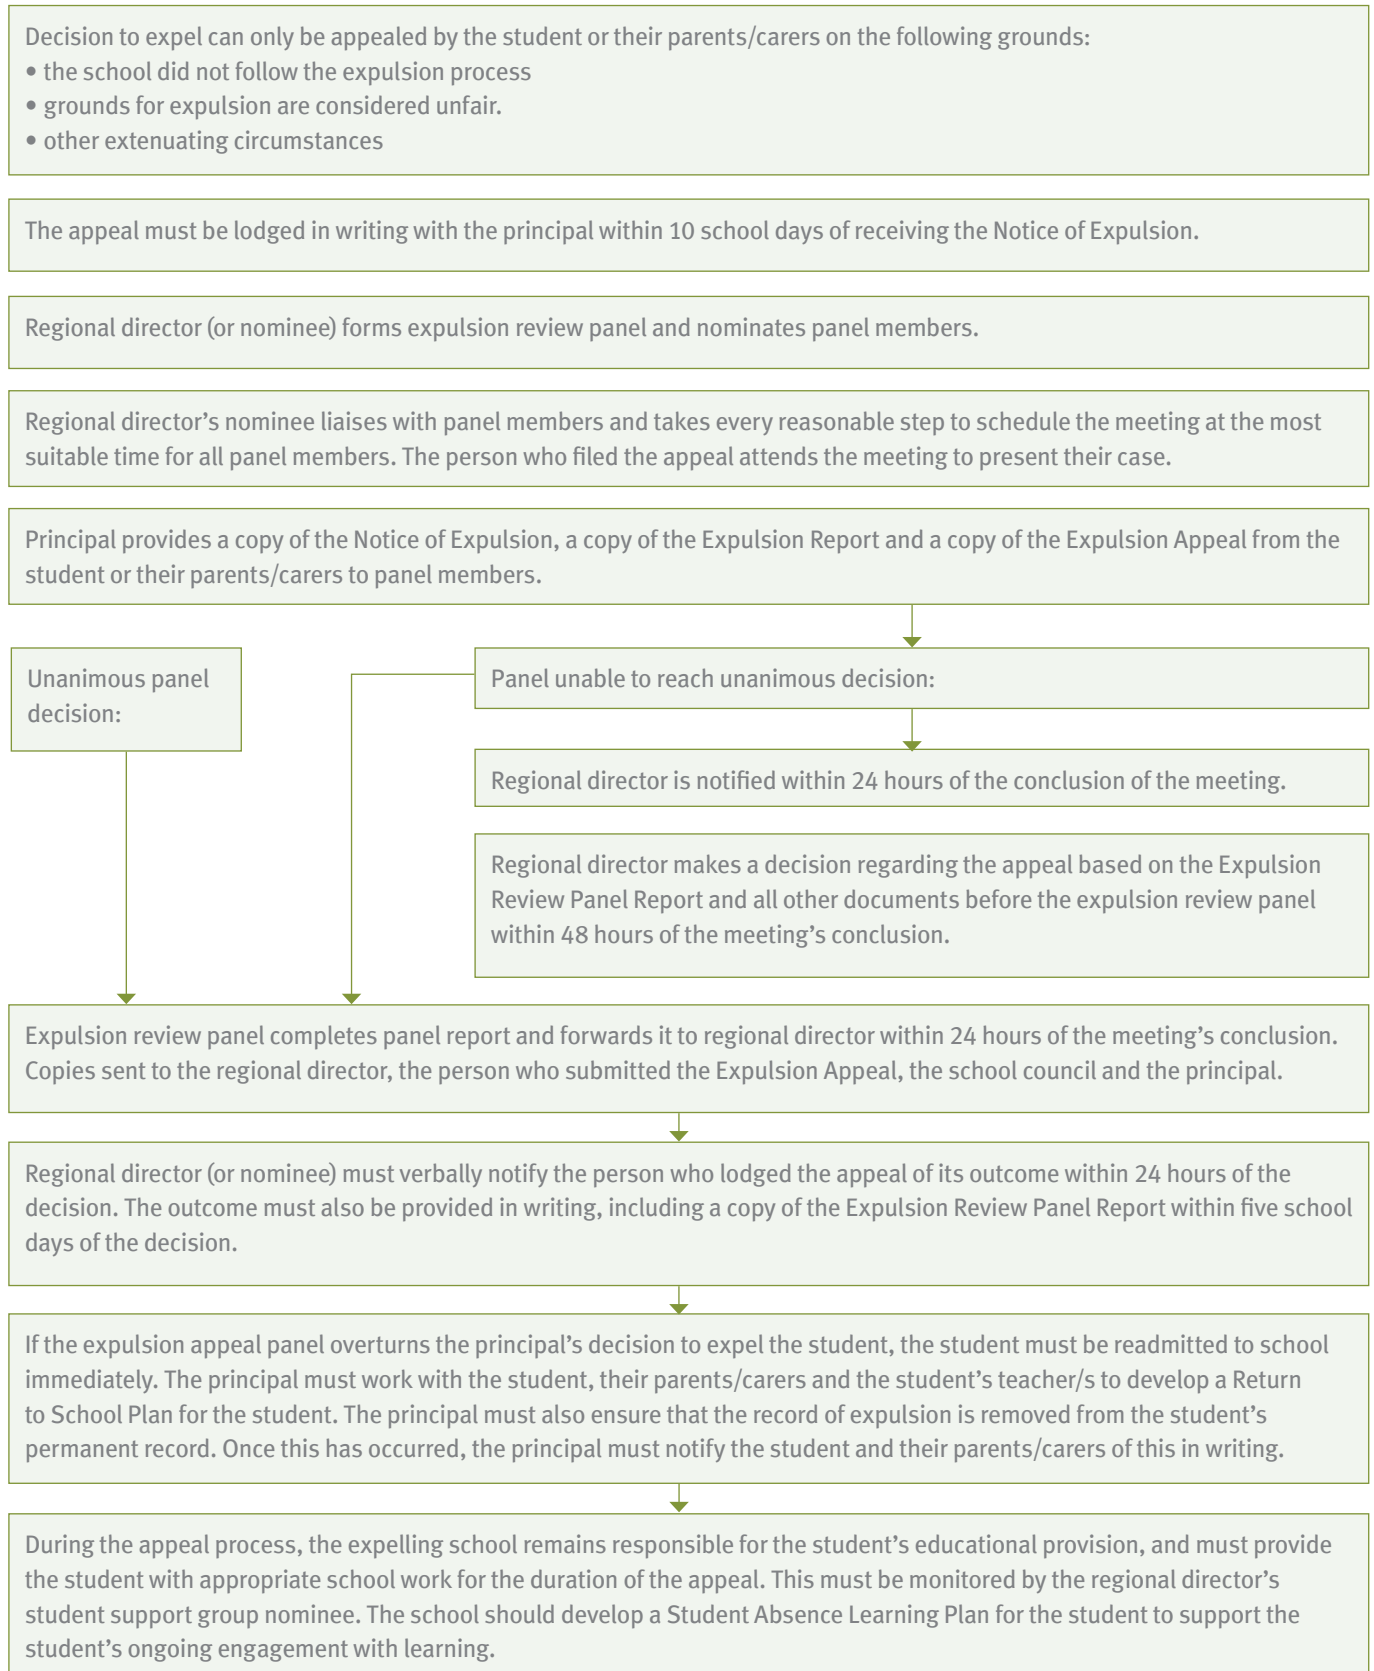 Decision to expel can only be appealed by the student or their parents/carers on the following grounds:
• the school did not follow the expulsion process
• grounds for expulsion are considered unfair.
• other extenuating circumstances
The appeal must be lodged in writing with the principal within 10 school days of receiving the Notice of Expulsion.
Regional director (or nominee) forms expulsion review panel and nominates panel members.
Regional director’s nominee liaises with panel members and takes every reasonable step to schedule the meeting at the most
suitable time for all panel members. The person who filed the appeal attends the meeting to present their case.
Principal provides a copy of the Notice of Expulsion, a copy of the Expulsion Report and a copy of the Expulsion Appeal from the
student or their parents/carers to panel members.
Unanimous panel
decision:
Panel unable to reach unanimous decision:
Regional director is notified within 24 hours of the conclusion of the meeting.
Regional director makes a decision regarding the appeal based on the Expulsion
Review Panel Report and all other documents before the expulsion review panel
within 48 hours of the meeting’s conclusion.
Expulsion review panel completes panel report and forwards it to regional director within 24 hours of the meeting’s conclusion.
Copies sent to the regional director, the person who submitted the Expulsion Appeal, the school council and the principal.
Regional director (or nominee) must verbally notify the person who lodged the appeal of its outcome within 24 hours of the
decision. The outcome must also be provided in writing, including a copy of the Expulsion Review Panel Report within five school
days of the decision.
If the expulsion appeal panel overturns the principal’s decision to expel the student, the student must be readmitted to school
immediately. The principal must work with the student, their parents/carers and the student’s teacher/s to develop a Return
to School Plan for the student. The principal must also ensure that the record of expulsion is removed from the student’s
permanent record. Once this has occurred, the principal must notify the student and their parents/carers of this in writing.
During the appeal process, the expelling school remains responsible for the student’s educational provision, and must provide
the student with appropriate school work for the duration of the appeal. This must be monitored by the regional director’s
student support group nominee. The school should develop a Student Absence Learning Plan for the student to support the
student’s ongoing engagement with learning.